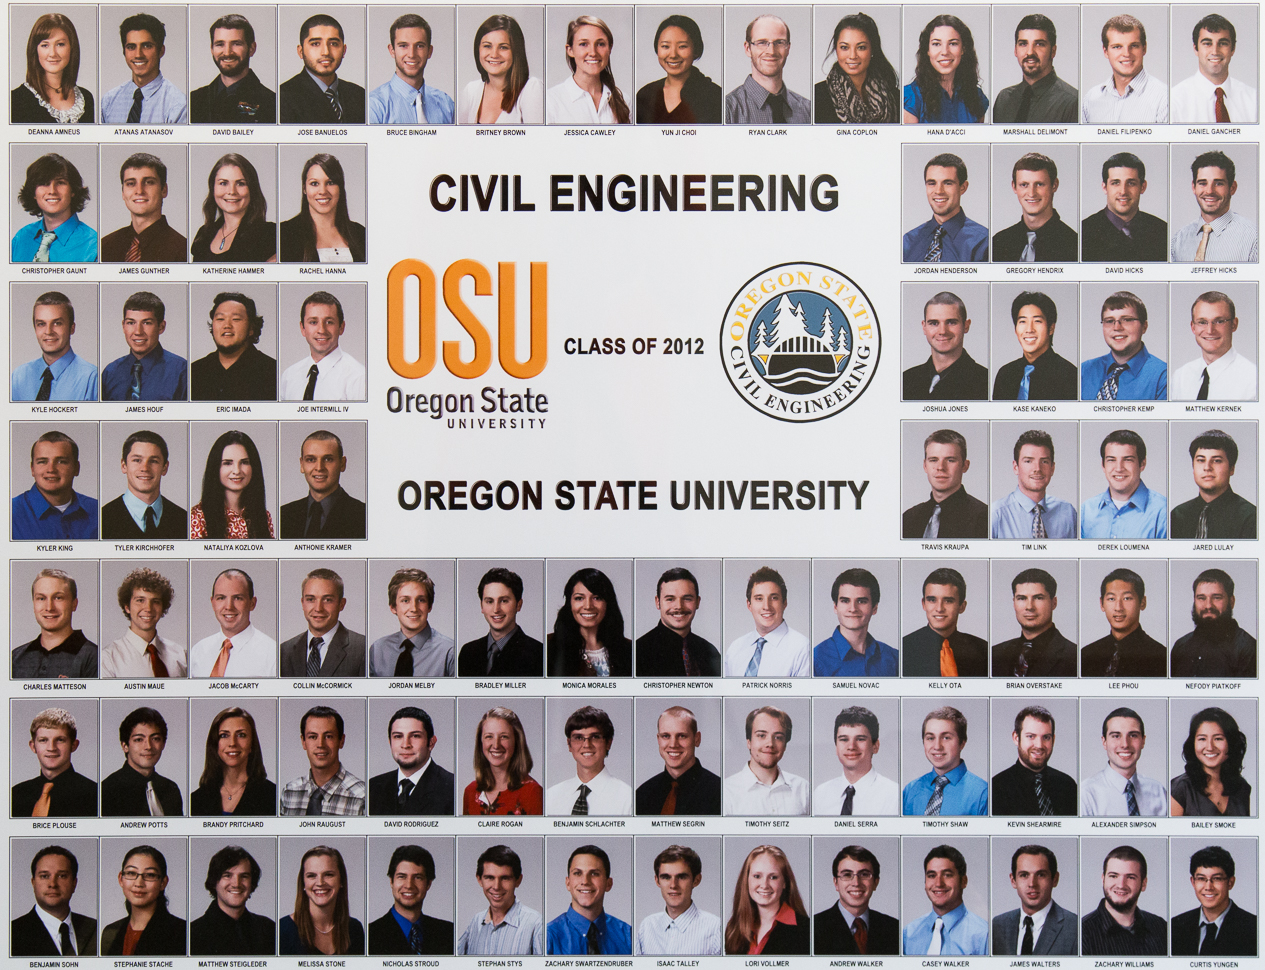 DEANNA AMNEUS ATANAS ATANASOV DAVID BAILEY JOSE BANUELOS BRUCE BINGHAM BRITNEY BROWN JESSICA CAWLEY YUN JI CHOI RYAN CLARK GINA COPLON HANA D'ACCI MARSHALL DELIMONT DANIEL FILIPENKO DANIEL GANCHER
CIVIL ENGINEERING
CHRISTOPHER GAUNT JAMES GUNTHER KATHERINE HAMMER RACHEL HANNA JORDAN HENDERSON GREGORY HENDRIX DAVID HICKS JEFFREY HICKS
OSU
Oregon State
UNIVERSITY
CLASS OF 2012
OREGON STATE
CIVIL ENGINEERING
KYLE HOCKERT JAMES HOUF ERIC IMADA JOE INTERMILL IV JOSHUA JONES KASE KANEKO CHRISTOPHER KEMP MATTHEW KERNEK
OREGON STATE UNIVERSITY
KYLER KING TYLER KIRCHHOFER NATALIYA KOZLOVA ANTHONIE KRAMER TRAVIS KRAUPA TIM LINK DEREK LOUMENA JARED LULAY
CHARLES MATTESON AUSTIN MAUE JACOB McCARTY COLLIN McCORMICK JORDAN MELBY BRADLEY MILLER MONICA MORALES CHRISTOPHER NEWTON PATRICK NORRIS SAMUEL NOVAC KELLY OTA BRIAN OVERSTAKE LEE PHOU NEFODY PIATKOFF
BRICE PLOUSE ANDREW POTTS BRANDY PRITCHARD JOHN RAUGUST DAVID RODRIGUEZ CLAIRE ROGAN BENJAMIN SCHLACHTER MATTHEW SEGRIN TIMOTHY SEITZ DANIEL SERRA TIMOTHY SHAW KEVIN SHEARMIRE ALEXANDER SIMPSON BAILEY SMOKE
BENJAMIN SOHN STEPHANIE STACHE MATTHEW STEIGLEDER MELISSA STONE NICHOLAS STROUD STEPHAN STYS ZACHARY SWARTZENDRUBER ISAAC TALLEY LORI VOLLMER ANDREW WALKER CASEY WALKER JAMES WALTERS ZACHARY WILLIAMS CURTIS YUNGEN